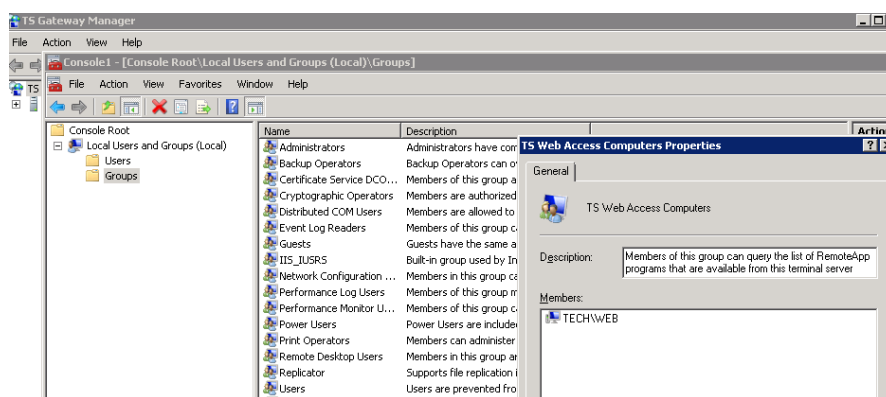 TS Gateway Manager
File Action View Help
Console1 - [Console Root\Local Users and Groups (Local)\Groups]
TS
File Action View Favorites Window Help
Console Root
Local Users and Groups (Local)
Users
Groups
Name Description
Administrators Administrators have com
Backup Operators Backup Operators can o
Certificate Service DCO... Members of this group a
Cryptographic Operators Members are authorized
Distributed COM Users Members are allowed to
Event Log Readers Members of this group c
Guests Guests have the same a
IIS_IUSRS Built-in group used by In
Network Configuration ... Members in this group ca
Performance Log Users Members of this group m
Performance Monitor U... Members of this group c
Power Users Power Users are include
Print Operators Members can administer
Remote Desktop Users Members in this group ar
Replicator Supports file replication i
Users Users are prevented fro
Actio
TS Web Access Computers Properties
General
TS Web Access Computers
Description: Members of this group can query the list of RemoteApp
programs that are available from this terminal server
Members:
TECH\WEB